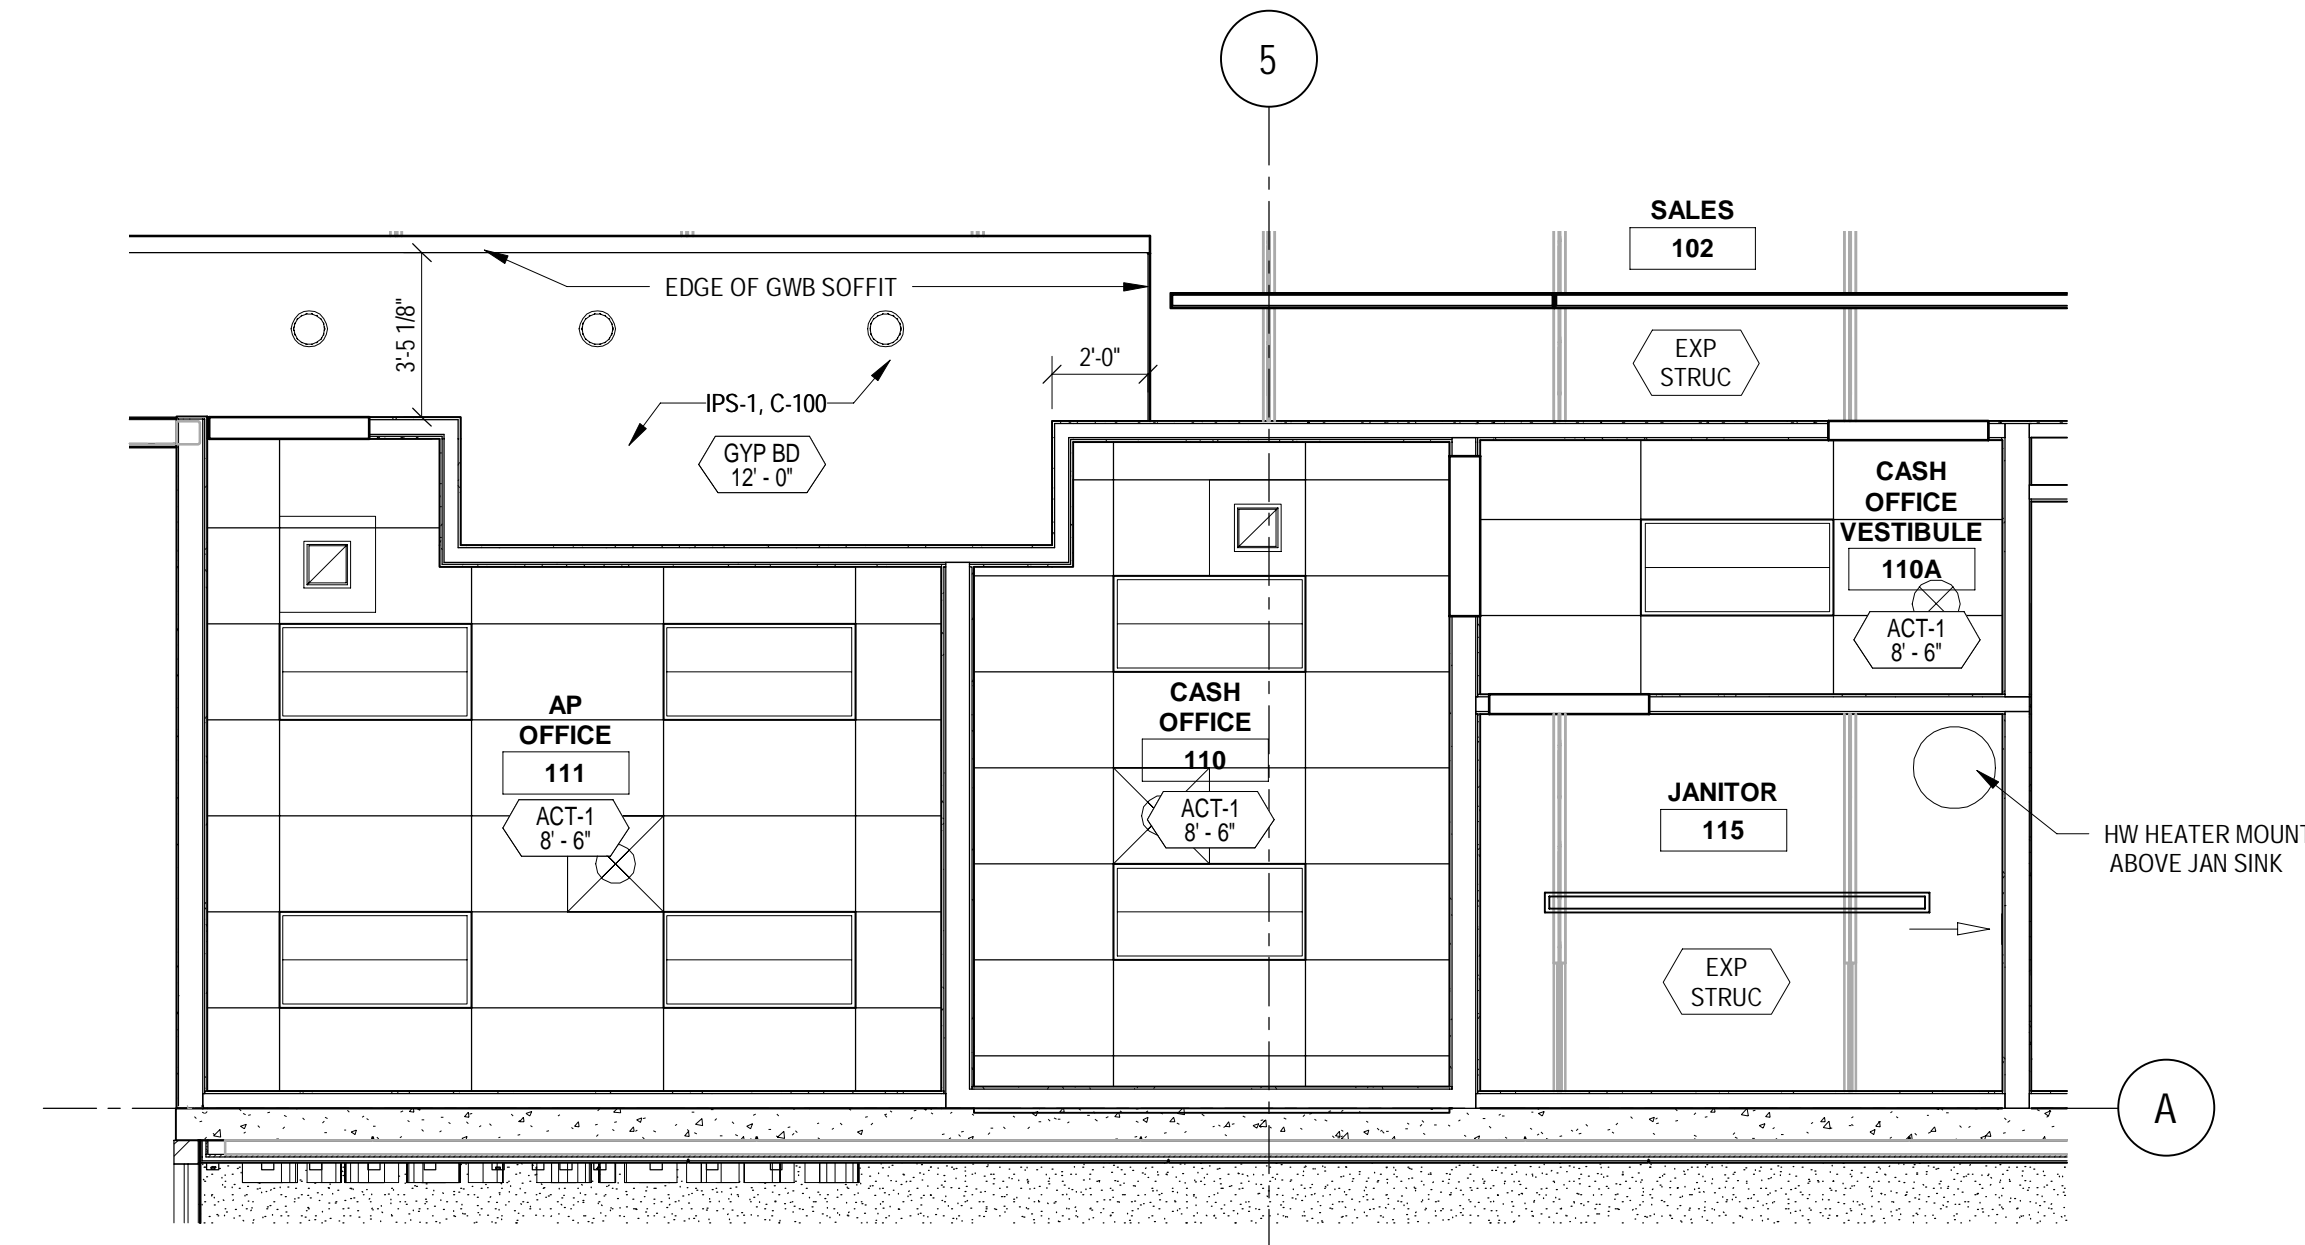 5
SALES
102
EDGE OF GWB SOFFIT
3'-5 1/8"
2'-0"
EXP
STRUC
IPS-1, C-100
GYP BD
12' - 0"
CASH
OFFICE
VESTIBULE
110A
ACT-1
8' - 6"
AP
OFFICE
111
ACT-1
8' - 6"
CASH
OFFICE
110
ACT-1
8' - 6"
JANITOR
115
HW HEATER MOUNT
ABOVE JAN SINK
EXP
STRUC
A